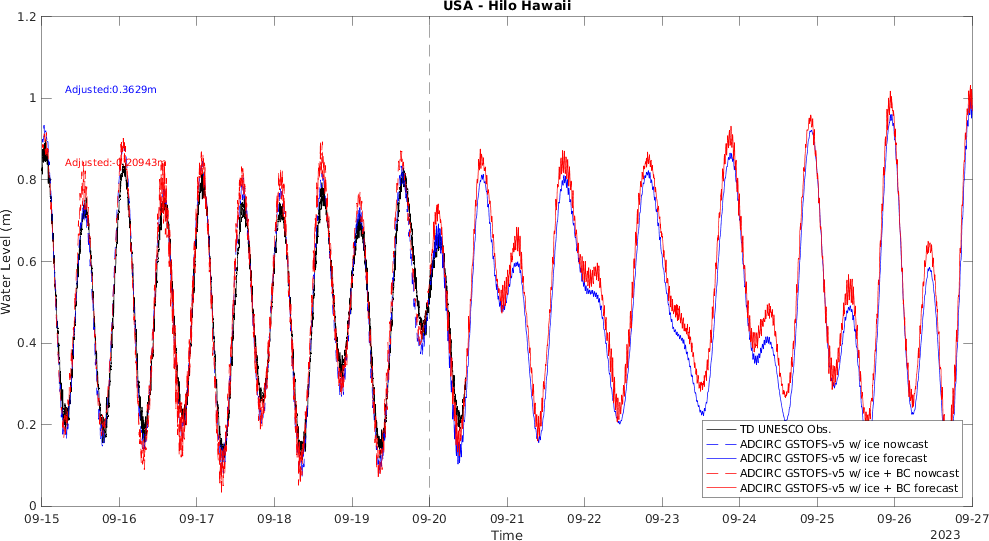 USA - Hilo Hawaii
1.2
1
0.8
0.6
0.4
0.2
0
Water Level (m)
Adjusted:0.3629m
Adjusted:-0.20943m
TD UNESCO Obs.
ADCIRC GSTOFS-v5 w/ ice nowcast
ADCIRC GSTOFS-v5 w/ ice forecast
ADCIRC GSTOFS-v5 w/ ice + BC nowcast
ADCIRC GSTOFS-v5 w/ ice + BC forecast
09-15 09-16 09-17 09-18 09-19 09-20 09-21 09-22 09-23 09-24 09-25 09-26 09-27
Time
2023